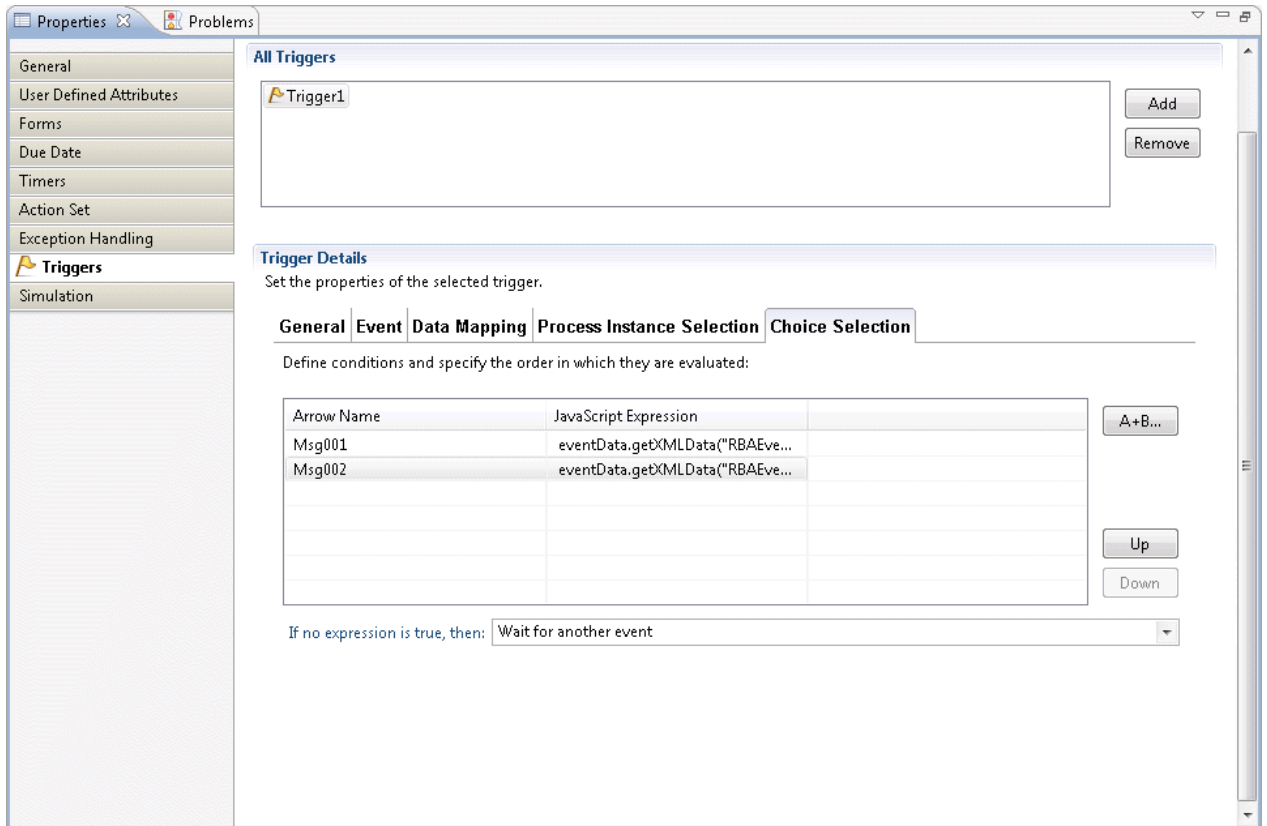 Properties Problems
General
User Defined Attributes
Forms
Due Date
Timers
Action Set
Exception Handling
Triggers
Simulation
All Triggers
Trigger1
Add
Remove
Trigger Details
Set the properties of the selected trigger.
General Event Data Mapping Process Instance Selection Choice Selection
Define conditions and specify the order in which they are evaluated:
Arrow Name JavaScript Expression
Msg001 eventData.getXMLData("RBAEve...
Msg002 eventData.getXMLData("RBAEve...
A+B...
Up
Down
If no expression is true, then: Wait for another event